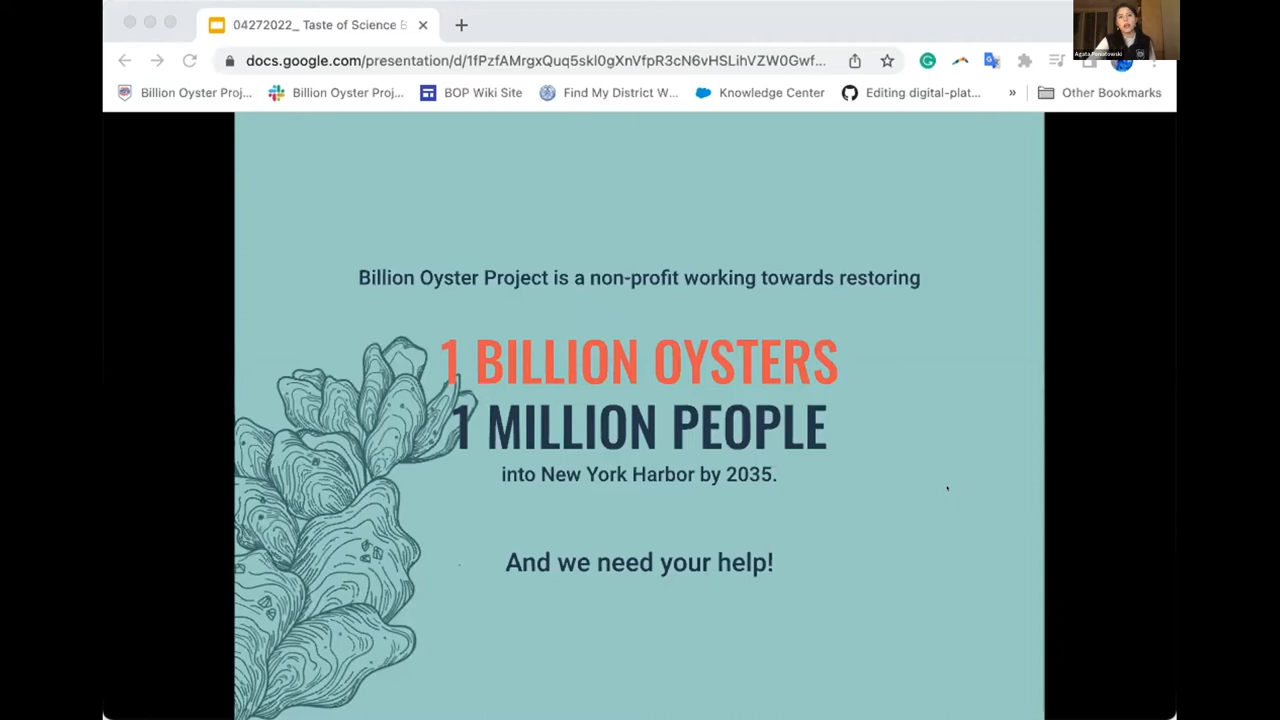 04272022_ Taste of Science B
Agata Poniatowski
docs.google.com/presentation/d/1fPzfAMrgxQuq5skl0gXnVfpR3cN6vHSLihVZW0Gwf...
Billion Oyster Proj...
Billion Oyster Proj...
BOP Wiki Site
Find My District W...
Knowledge Center
Editing digital-plat...
»
Other Bookmarks
Billion Oyster Project is a non-profit working towards restoring
1 BILLION OYSTERS
1 MILLION PEOPLE
into New York Harbor by 2035.
And we need your help!